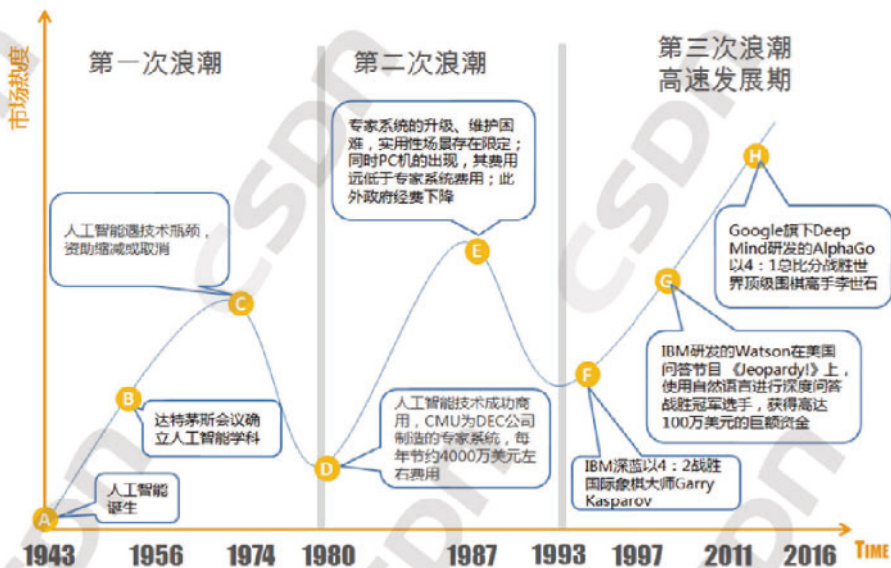 市场热度
第一次浪潮
第二次浪潮
第三次浪潮
高速发展期
专家系统的升级、维护困
难，实用性场景存在限定；
同时PC机的出现，其费用
远低于专家系统费用；此
外政府经费下降
人工智能遇技术瓶颈，
资助缩减或取消
Google旗下Deep
Mind研发的AlphaGo
以4：1总比分战胜世
界顶级围棋高手李世石
H
E
G
C
IBM研发的Watson在美国
问答节目《Jeopardy!》上，
使用自然语言进行深度问答
战胜冠军选手，获得高达
100万美元的巨额资金
F
B
达特茅斯会议确
立人工智能学科
人工智能技术成功商
用，CMU为DEC公司
制造的专家系统，每
年节约4000万美元左
右费用
D
IBM深蓝以4：2战胜
国际象棋大师Garry
Kasparov
人工智能
诞生
A
1943 1956 1974 1980 1987 1993 1997 2011 2016 TIME
CSDN
CSDN